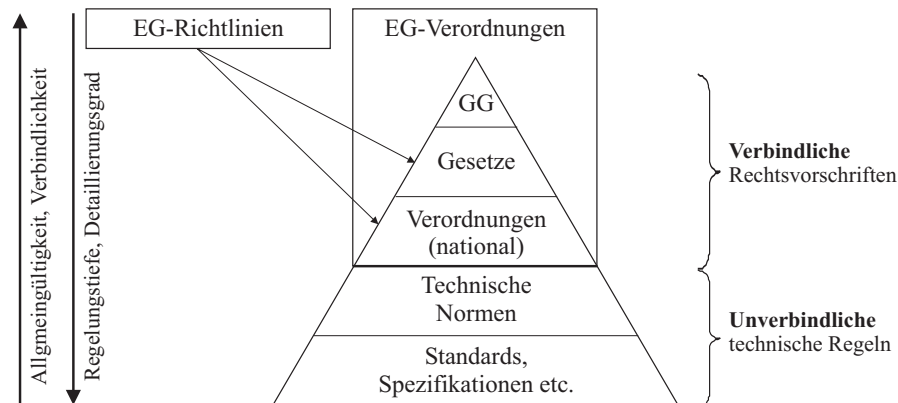 EG-Richtlinien
EG-Verordnungen
GG
Gesetze
Verordnungen
(national)
Technische
Normen
Standards,
Spezifikationen etc.
Allgmeingültigkeit, Verbindlichkeit
Regelungstiefe, Detaillierungsgrad
Verbindliche
Rechtsvorschriften
Unverbindliche
technische Regeln